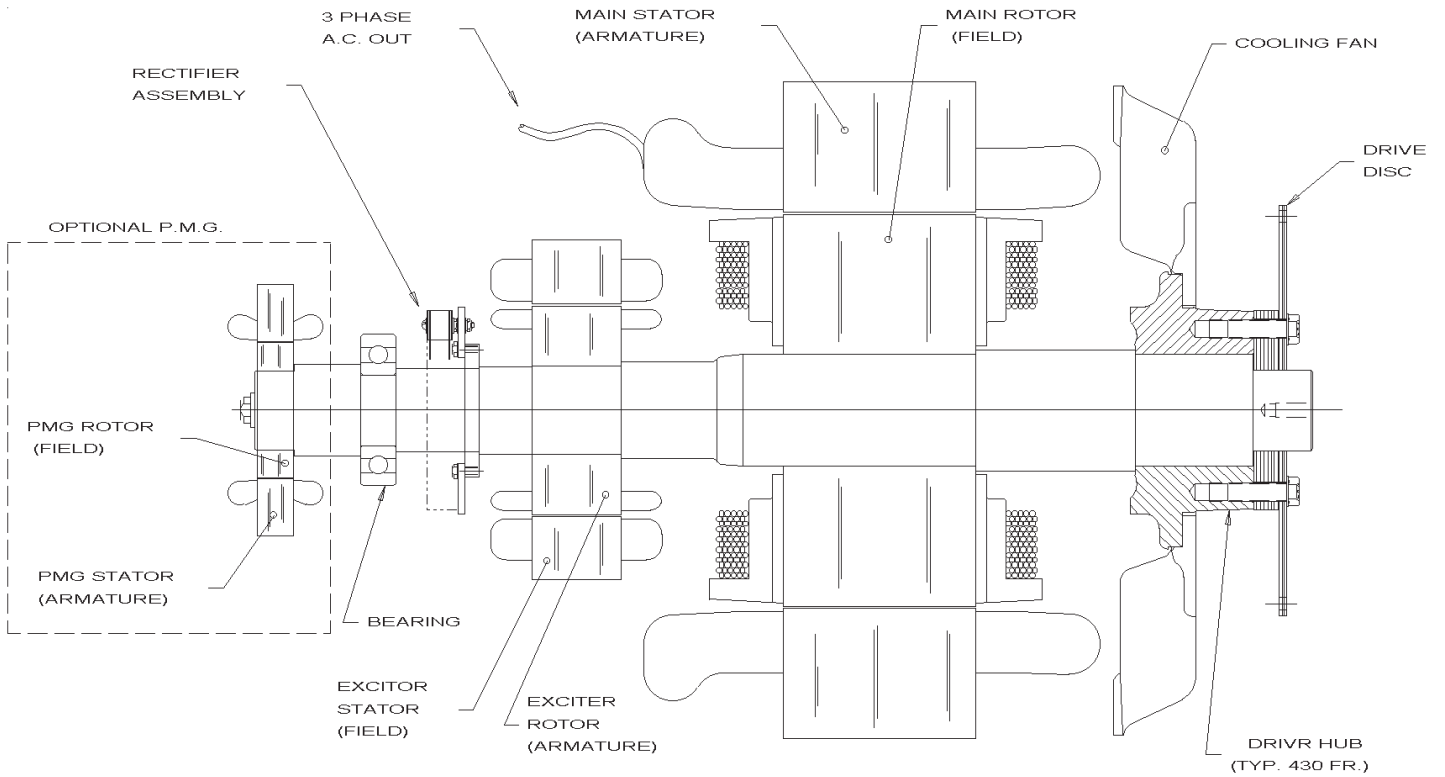 3 PHASE
A.C. OUT
MAIN STATOR
(ARMATURE)
MAIN ROTOR
(FIELD)
COOLING FAN
RECTIFIER
ASSEMBLY
DRIVE
DISC
OPTIONAL P.M.G.
PMG ROTOR
(FIELD)
PMG STATOR
(ARMATURE)
BEARING
EXCITOR
STATOR
(FIELD)
EXCITER
ROTOR
(ARMATURE)
DRIVR HUB
(TYP. 430 FR.)